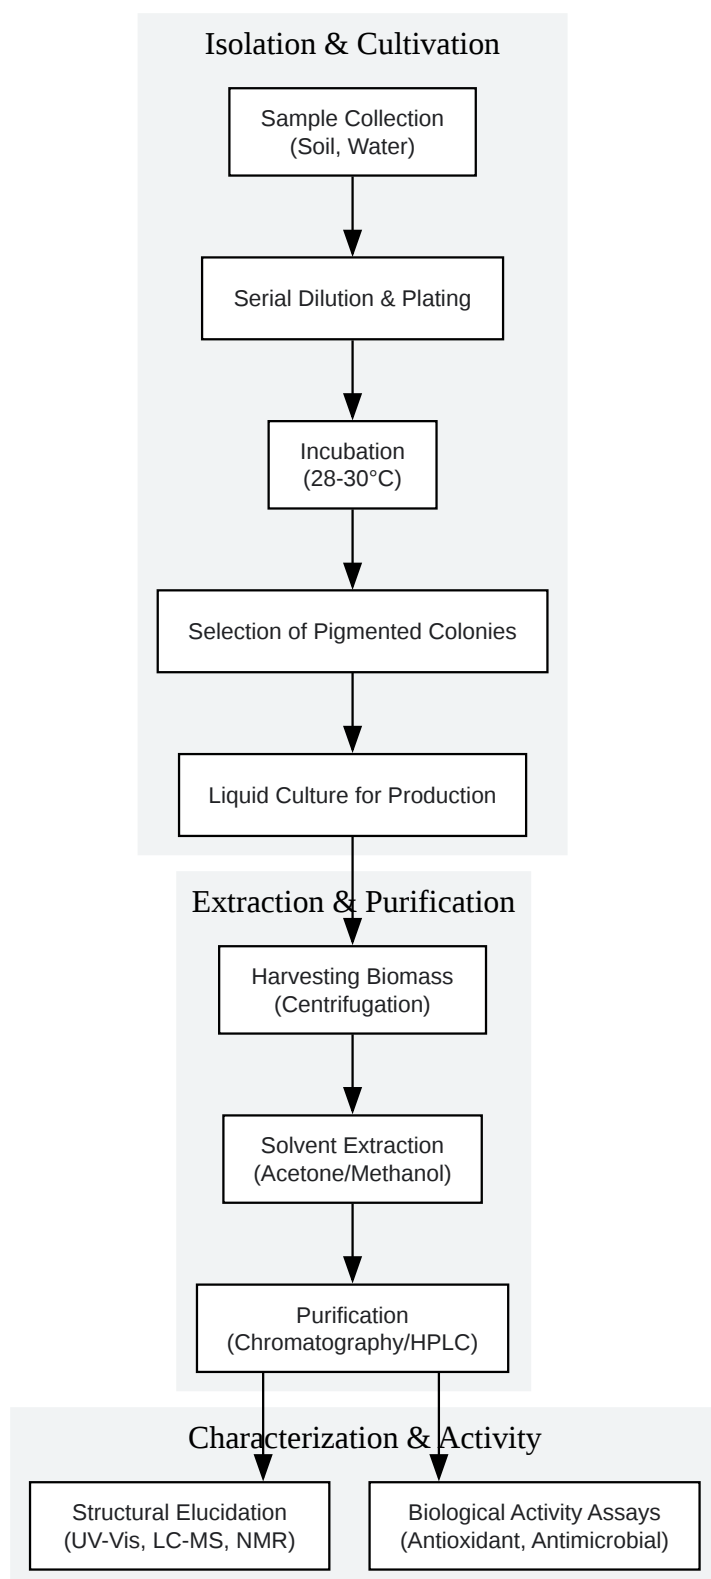 Isolation & Cultivation
Sample Collection
(Soil, Water)
Serial Dilution & Plating
Incubation
(28-30°C)
Selection of Pigmented Colonies
Liquid Culture for Production
Extraction & Purification
Harvesting Biomass
(Centrifugation)
Solvent Extraction
(Acetone/Methanol)
Purification
(Chromatography/HPLC)
Characterization & Activity
Structural Elucidation
(UV-Vis, LC-MS, NMR)
Biological Activity Assays
(Antioxidant, Antimicrobial)